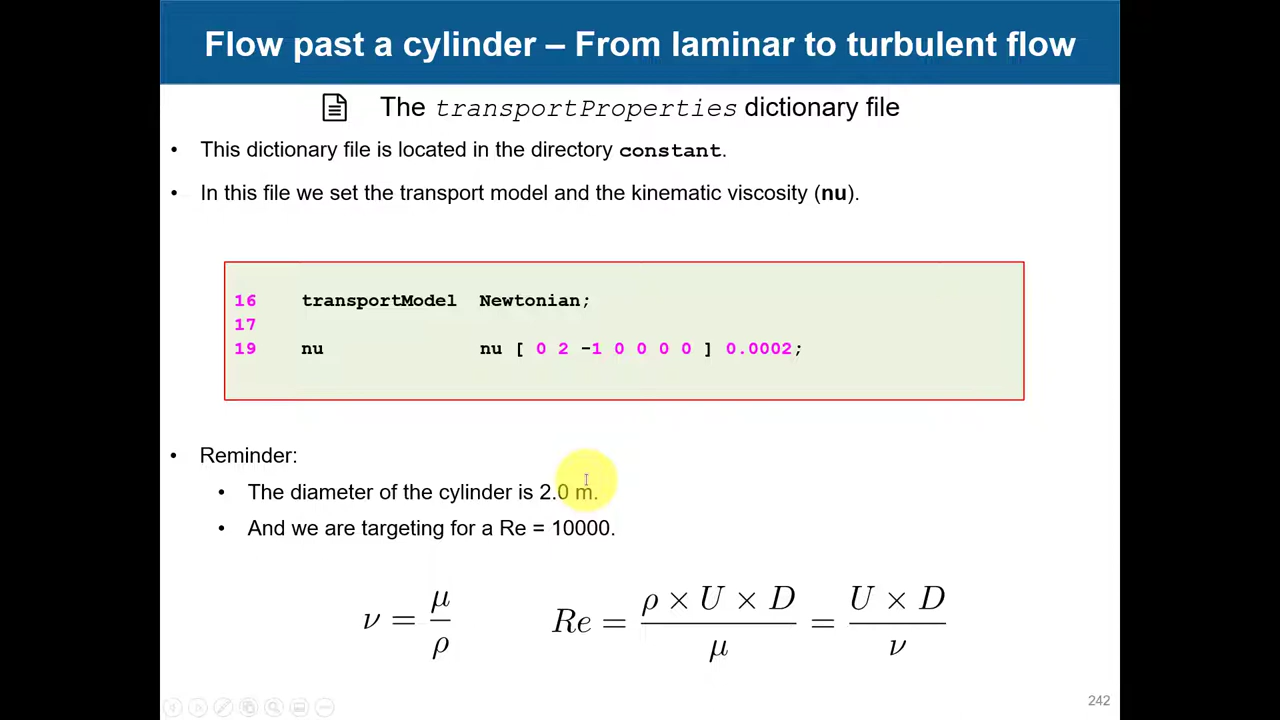 Flow past a cylinder – From laminar to turbulent flow
The transportProperties dictionary file
• This dictionary file is located in the directory constant.
• In this file we set the transport model and the kinematic viscosity (nu).
16 transportModel Newtonian;
17
19 nu nu [ 0 2 -1 0 0 0 0 ] 0.0002;
• Reminder:
• The diameter of the cylinder is 2.0 m.
• And we are targeting for a Re = 10000.
ν = μ / ρ Re = ρ × U × D / μ = U × D / ν
242